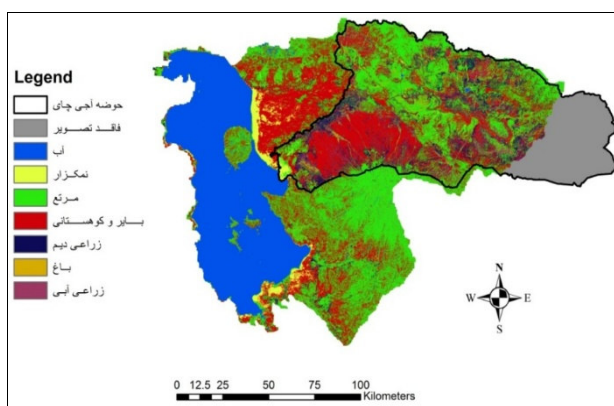 Legend
حوضه آجی چای
فاقد تصویر
آب
نمکزار
مرتع
بایر و کوهستانی
زراعی دیم
باغ
زراعی آبی
N
W E
S
0 12.5 25 50 75 100
Kilometers